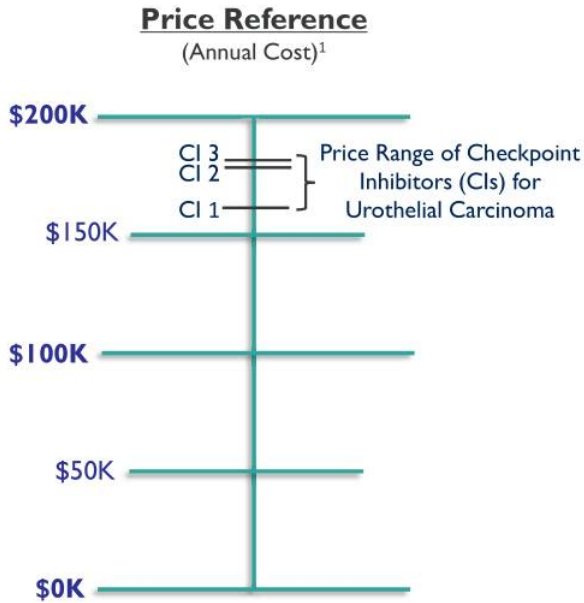 Price Reference
(Annual Cost)¹
$200K
CI 3
CI 2
CI 1
Price Range of Checkpoint
Inhibitors (CIs) for
Urothelial Carcinoma
$150K
$100K
$50K
$0K